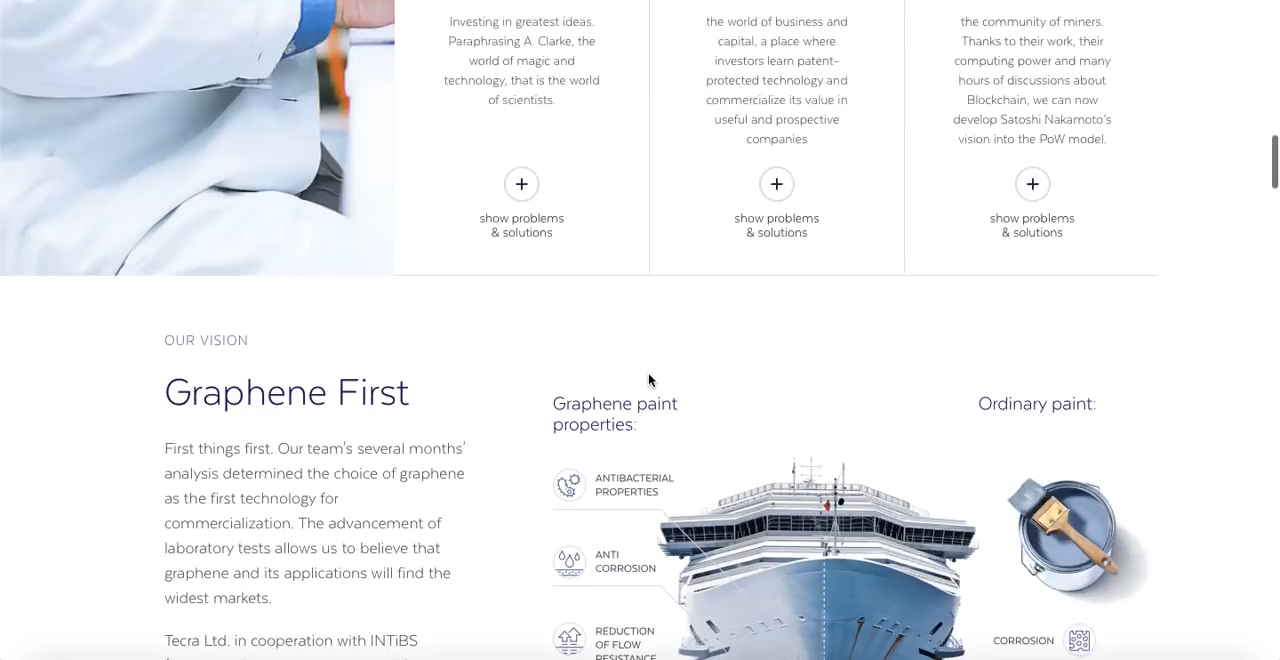 Investing in greatest ideas.
Paraphrasing A. Clarke, the
world of magic and
technology, that is the world
of scientists.
show problems
& solutions
the world of business and
capital, a place where
investors learn patent-
protected technology and
commercialize its value in
useful and prospective
companies
show problems
& solutions
the community of miners.
Thanks to their work, their
computing power and many
hours of discussions about
Blockchain, we can now
develop Satoshi Nakamoto's
vision into the PoW model.
show problems
& solutions
OUR VISION
Graphene First
First things first. Our team's several months'
analysis determined the choice of graphene
as the first technology for
commercialization. The advancement of
laboratory tests allows us to believe that
graphene and its applications will find the
widest markets.
Tecra Ltd. in cooperation with INTiBS
Graphene paint
properties:
ANTIBACTERIAL
PROPERTIES
ANTI
CORROSION
REDUCTION
OF FLOW
RESISTANCE
Ordinary paint:
CORROSION